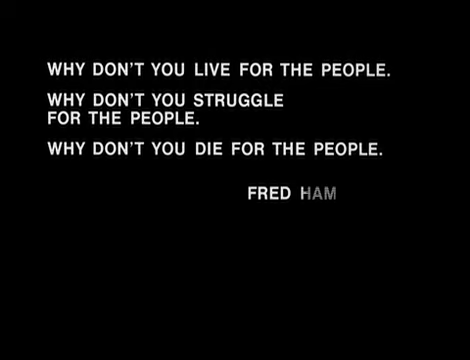 WHY DON'T YOU LIVE FOR THE PEOPLE.
WHY DON'T YOU STRUGGLE
FOR THE PEOPLE.
WHY DON'T YOU DIE FOR THE PEOPLE.
FRED HAM